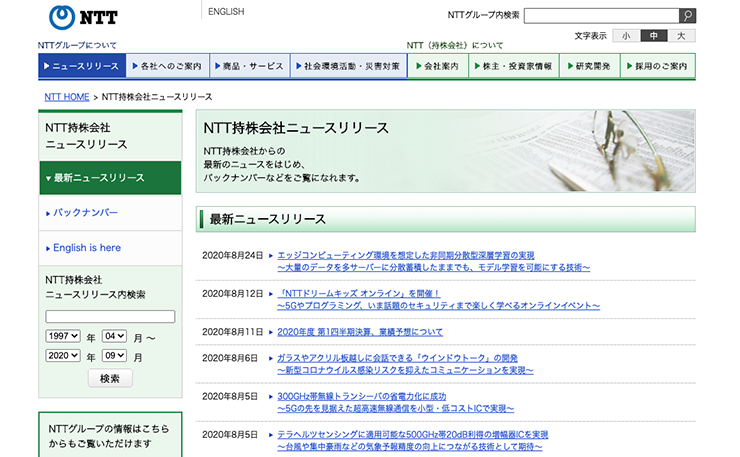 NTT
ENGLISH
NTTグループ内検索
文字表示 小 中 大
NTTグループについて
NTT（持株会社）について
ニュースリリース
各社へのご案内
商品・サービス
社会環境活動・災害対策
会社案内
株主・投資家情報
研究開発
採用のご案内
NTT HOME > NTT持株会社ニュースリリース
NTT持株会社
ニュースリリース
最新ニュースリリース
バックナンバー
English is here
NTT持株会社
ニュースリリース内検索
1997 年 04 月 ～
2020 年 09 月
検索
NTTグループの情報はこちら
からもご覧いただけます
NTT持株会社ニュースリリース
NTT持株会社からの
最新のニュースをはじめ、
バックナンバーなどをご覧になれます。
最新ニュースリリース
2020年8月24日 エッジコンピューティング環境を想定した非同期分散型深層学習の実現
～大量のデータを多サーバーに分散蓄積したままでも、モデル学習を可能にする技術～
2020年8月12日 「NTTドリームキッズ オンライン」を開催！
～5Gやプログラミング、いま話題のセキュリティまで楽しく学べるオンラインイベント～
2020年8月11日 2020年度 第1四半期決算、業績予想について
2020年8月6日 ガラスやアクリル板越しに会話できる「ウインドウトーク」の開発
～新型コロナウイルス感染リスクを抑えたコミュニケーションを実現～
2020年8月5日 300GHz帯無線トランシーバの省電力化に成功
～5Gの先を見据えた超高速無線通信を小型・低コストICで実現～
2020年8月5日 テラヘルツセンシングに適用可能な500GHz帯20dB利得の増幅器ICを実現
～台風や集中豪雨などの気象予報精度の向上につながる技術として期待～